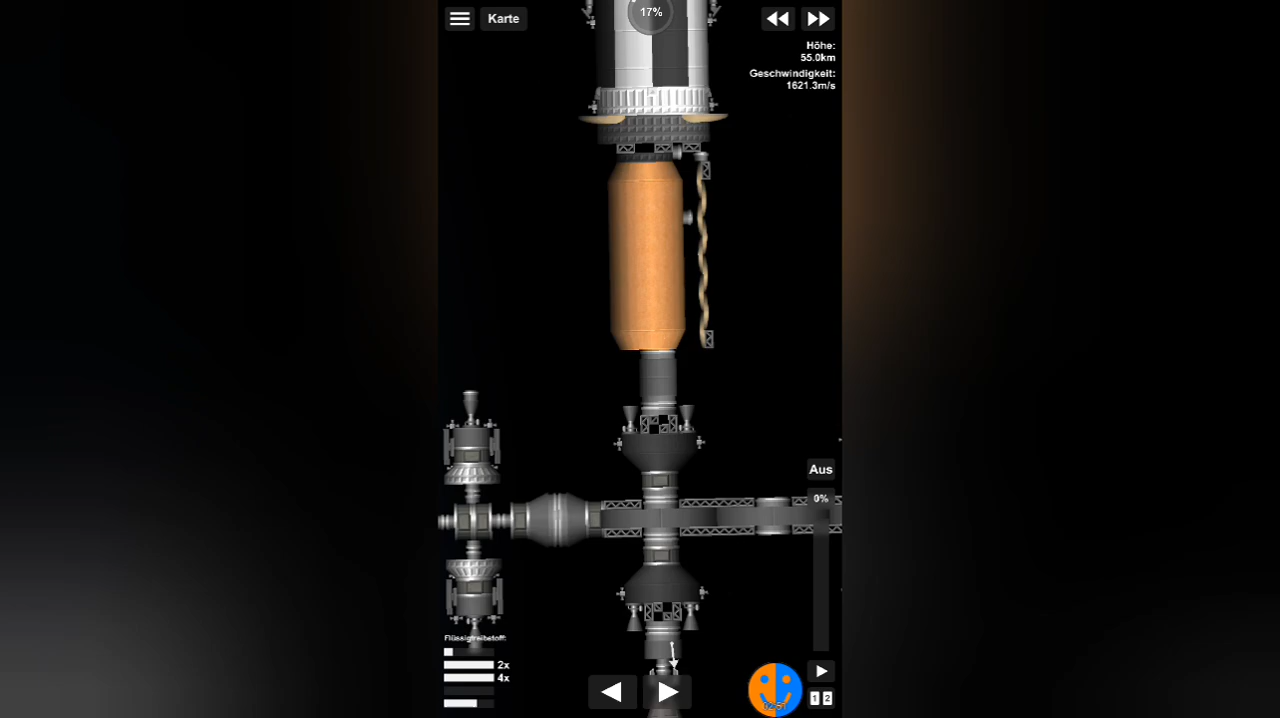 17%
Karte
Höhe:
55.0km
Geschwindigkeit:
1621.3m/s
Aus
0%
Flüssigtreibstoff:
2x
4x
1 2